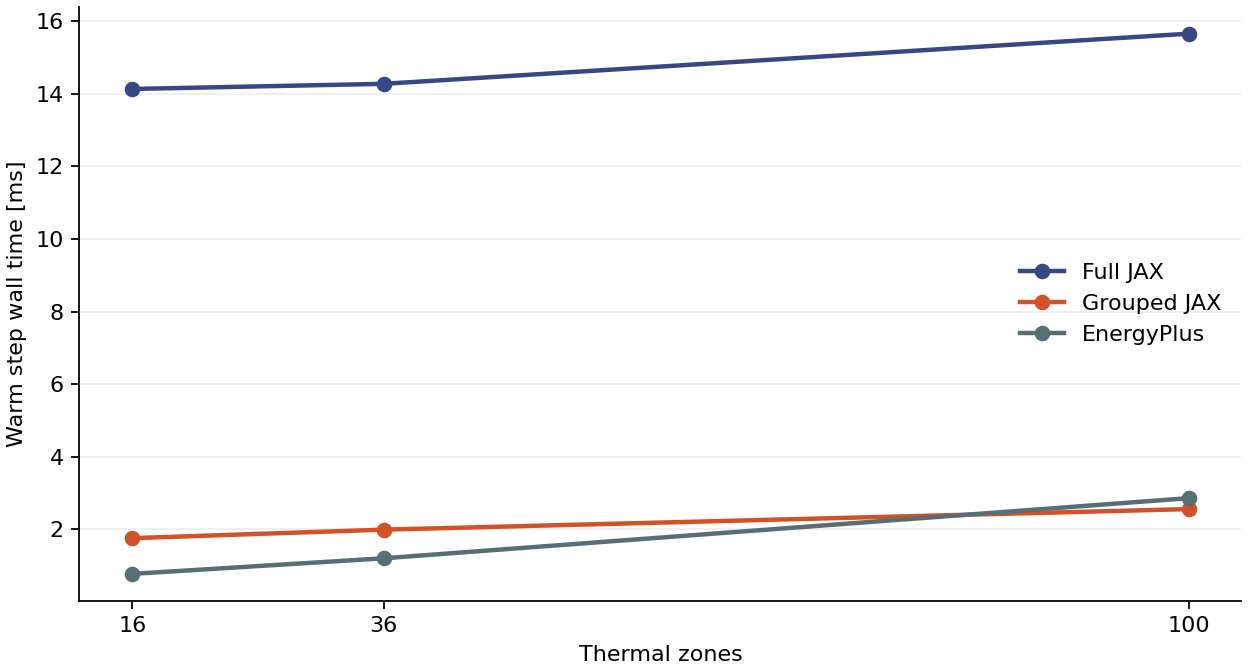 16
14
12
10
8
6
4
2
Warm step wall time [ms]
Full JAX
Grouped JAX
EnergyPlus
16 36 100
Thermal zones